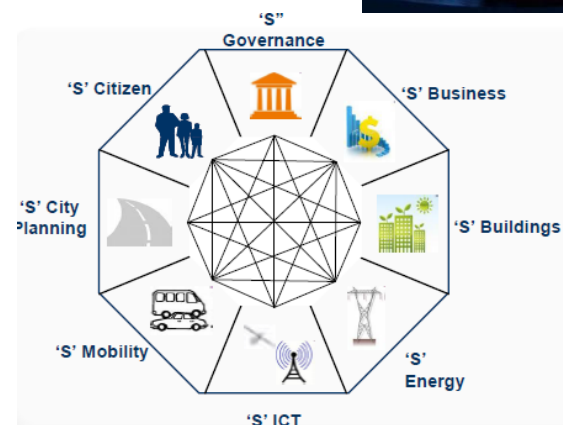 ‘S”
Governance
‘S’ Citizen
‘S’ Business
‘S’ City
Planning
‘S’ Buildings
‘S’ Mobility
‘S’
Energy
‘S’ ICT